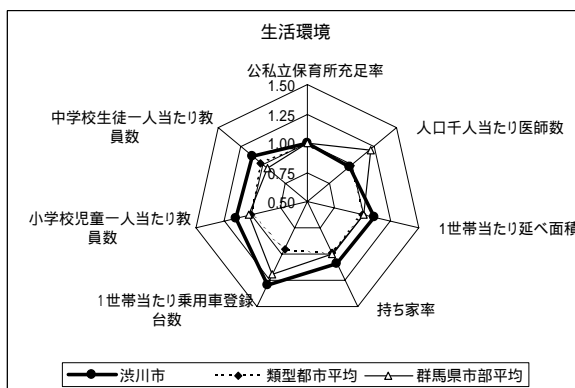 生活環境
公私立保育所充足率
1.50
1.25
1.00
0.75
0.50
人口千人当たり医師数
1世帯当たり延べ面積
持ち家率
1世帯当たり乗用車登録
台数
小学校児童一人当たり教
員数
中学校生徒一人当たり教
員数
渋川市
類型都市平均
群馬県市部平均